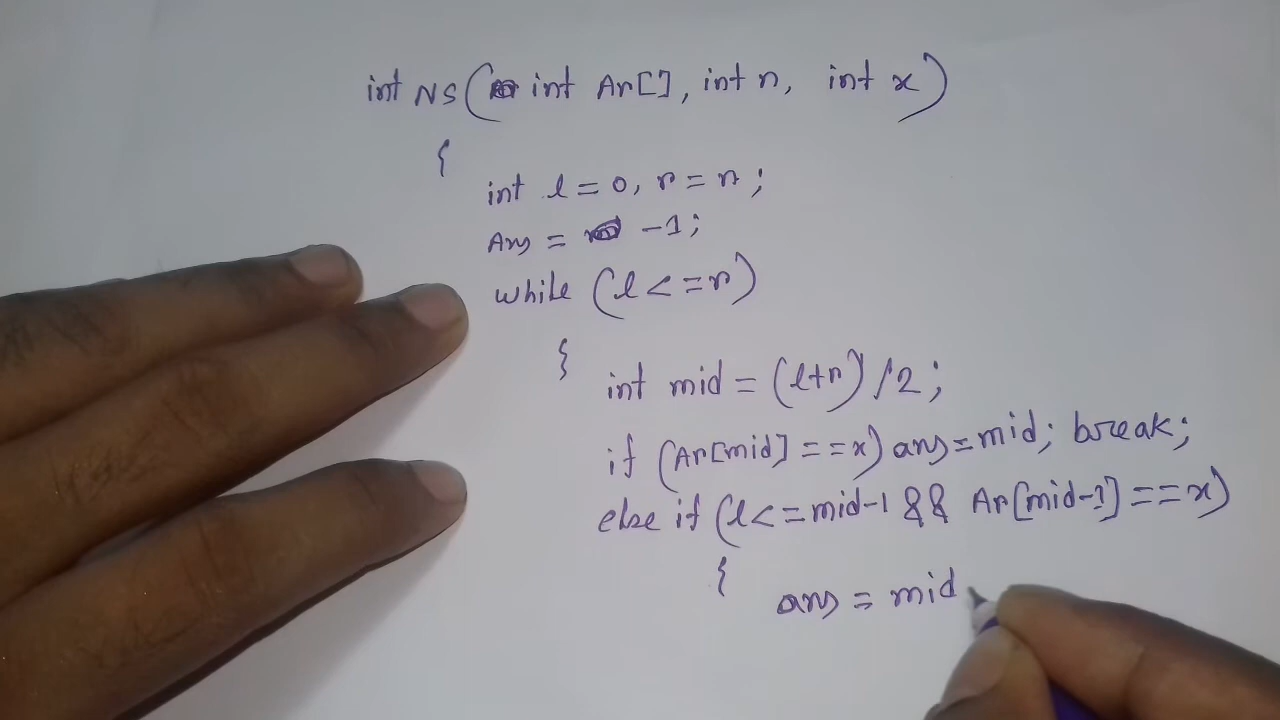 int NS( int Ar[], int n, int x)
{
int l = 0, r = n;
Ans = -1;
while (l <= r)
{
int mid = (l+r) /2;
if (Ar[mid] == x) ans = mid; break;
else if (l <= mid-1 && Ar[mid-1] == x)
{
ans = mid